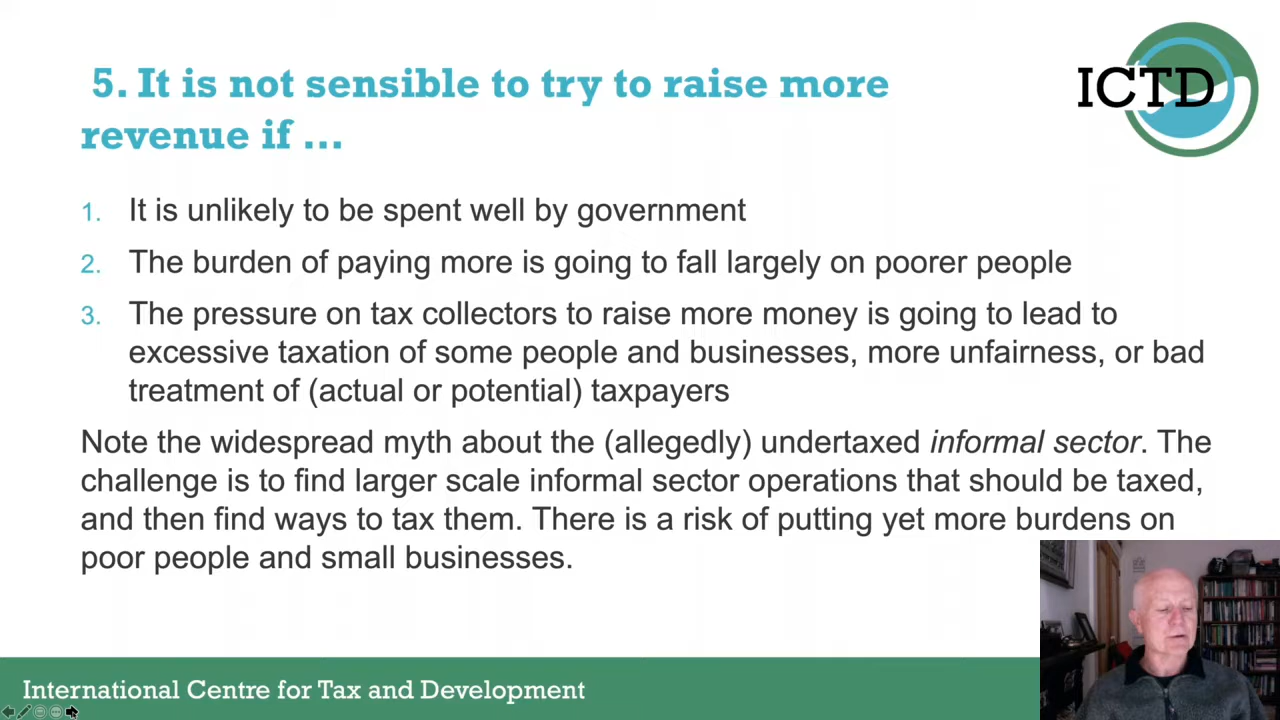 5. It is not sensible to try to raise more
revenue if ...
ICTD
1. It is unlikely to be spent well by government
2. The burden of paying more is going to fall largely on poorer people
3. The pressure on tax collectors to raise more money is going to lead to
excessive taxation of some people and businesses, more unfairness, or bad
treatment of (actual or potential) taxpayers
Note the widespread myth about the (allegedly) undertaxed informal sector. The
challenge is to find larger scale informal sector operations that should be taxed,
and then find ways to tax them. There is a risk of putting yet more burdens on
poor people and small businesses.
International Centre for Tax and Development